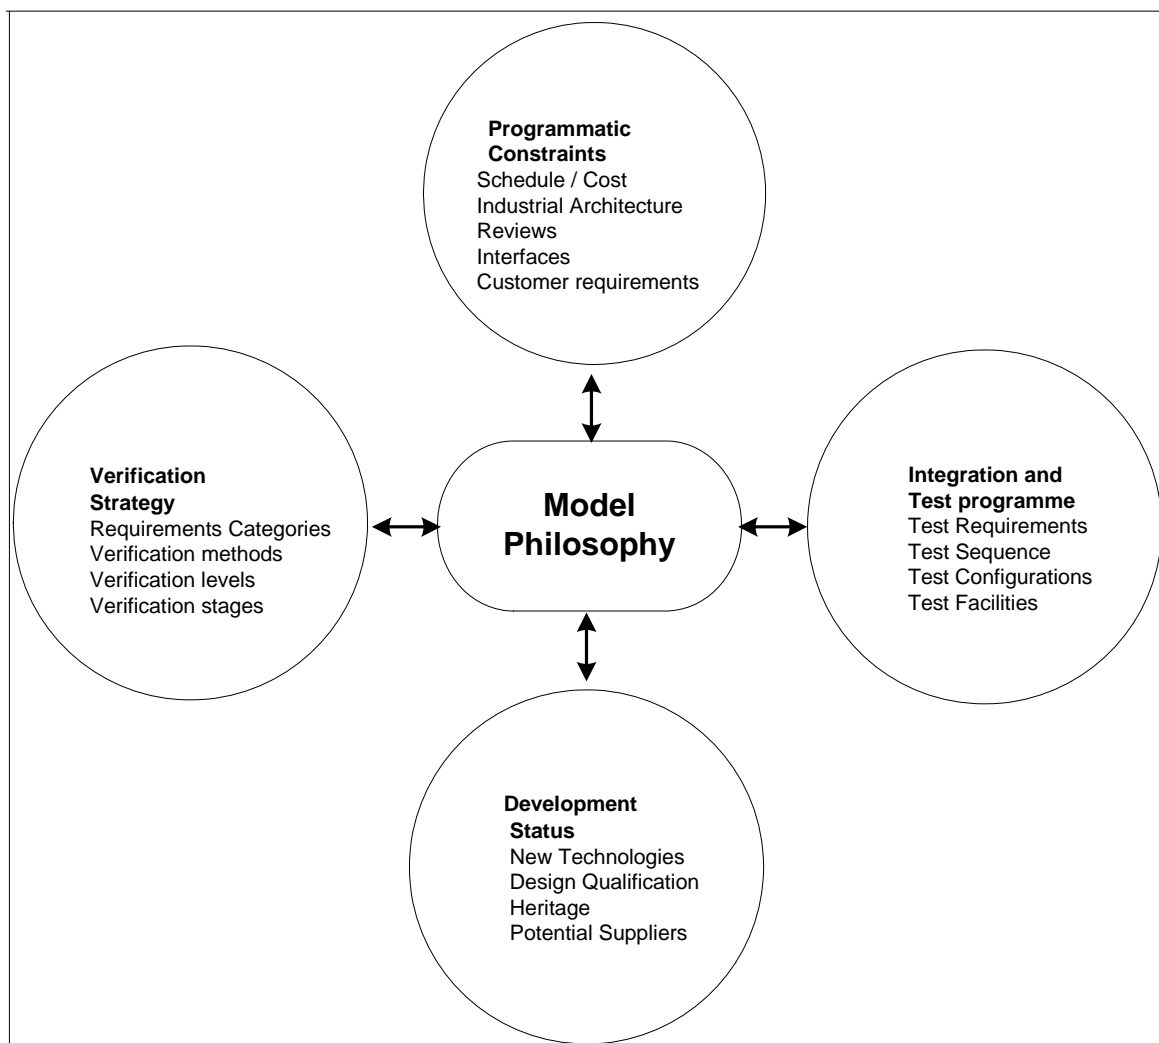 Programmatic
Constraints
Schedule / Cost
Industrial Architecture
Reviews
Interfaces
Customer requirements
Verification
Strategy
Requirements Categories
Verification methods
Verification levels
Verification stages
Model
Philosophy
Integration and
Test programme
Test Requirements
Test Sequence
Test Configurations
Test Facilities
Development
Status
New Technologies
Design Qualification
Heritage
Potential Suppliers